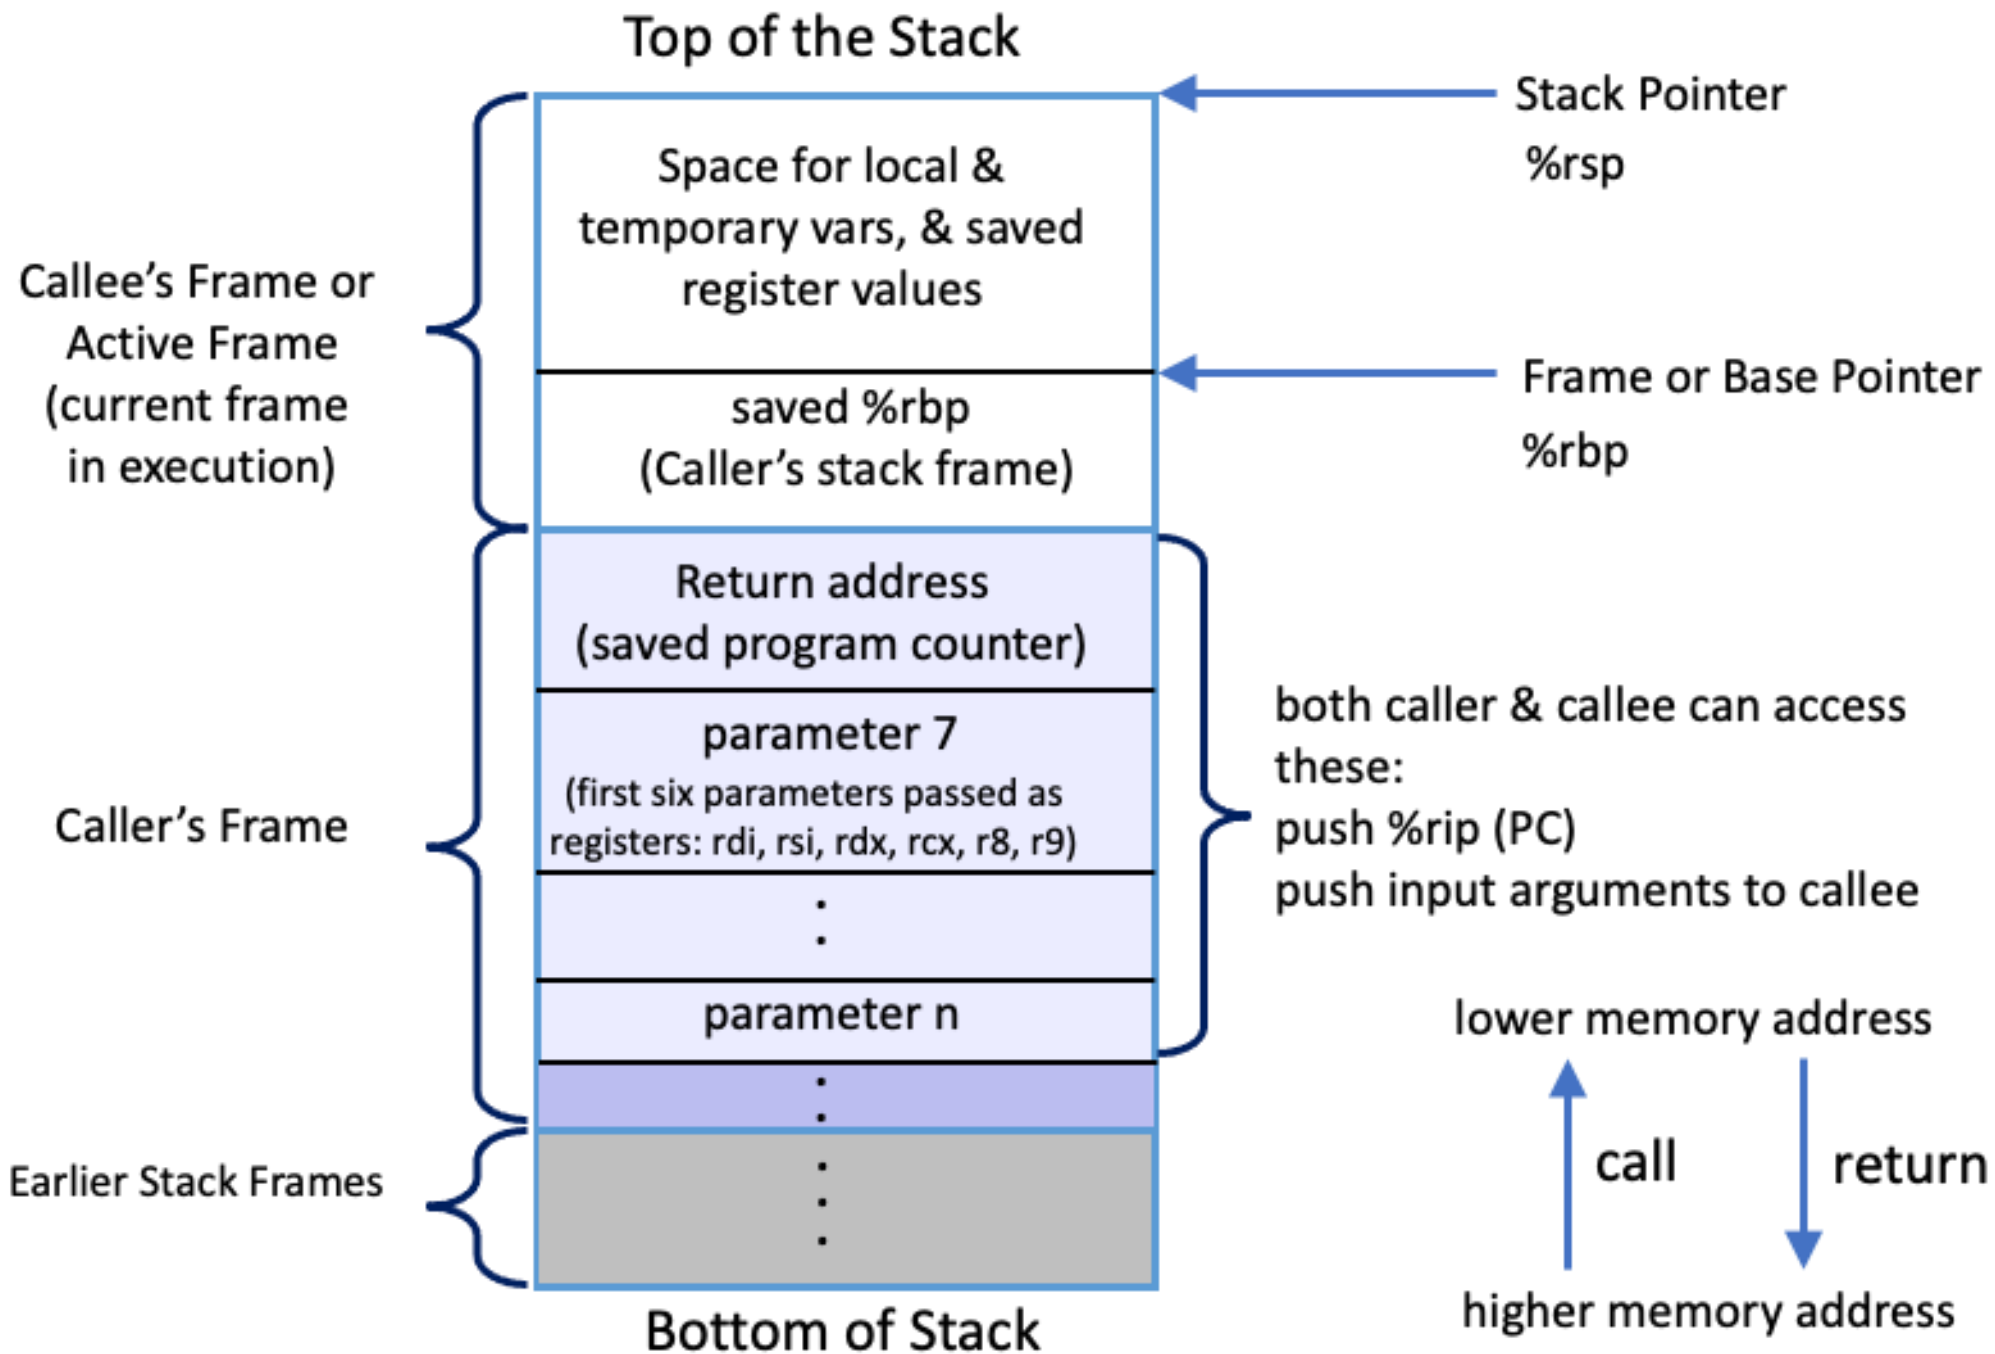 Top of the Stack
Stack Pointer
%rsp
Space for local &
temporary vars, & saved
register values
Callee’s Frame or
Active Frame
(current frame
in execution)
Frame or Base Pointer
%rbp
saved %rbp
(Caller’s stack frame)
Return address
(saved program counter)
parameter 7
(first six parameters passed as
registers: rdi, rsi, rdx, rcx, r8, r9)
:
parameter n
:
Caller’s Frame
both caller & callee can access
these:
push %rip (PC)
push input arguments to callee
Earlier Stack Frames
lower memory address
call
return
higher memory address
Bottom of Stack